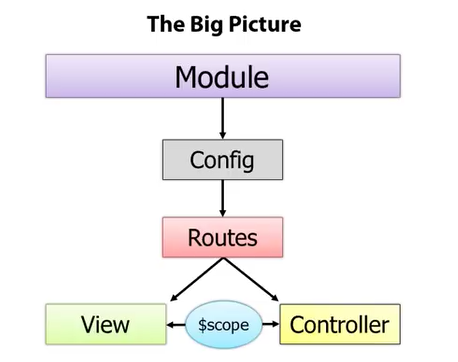 The Big Picture
Module
Config
Routes
View
$scope
Controller